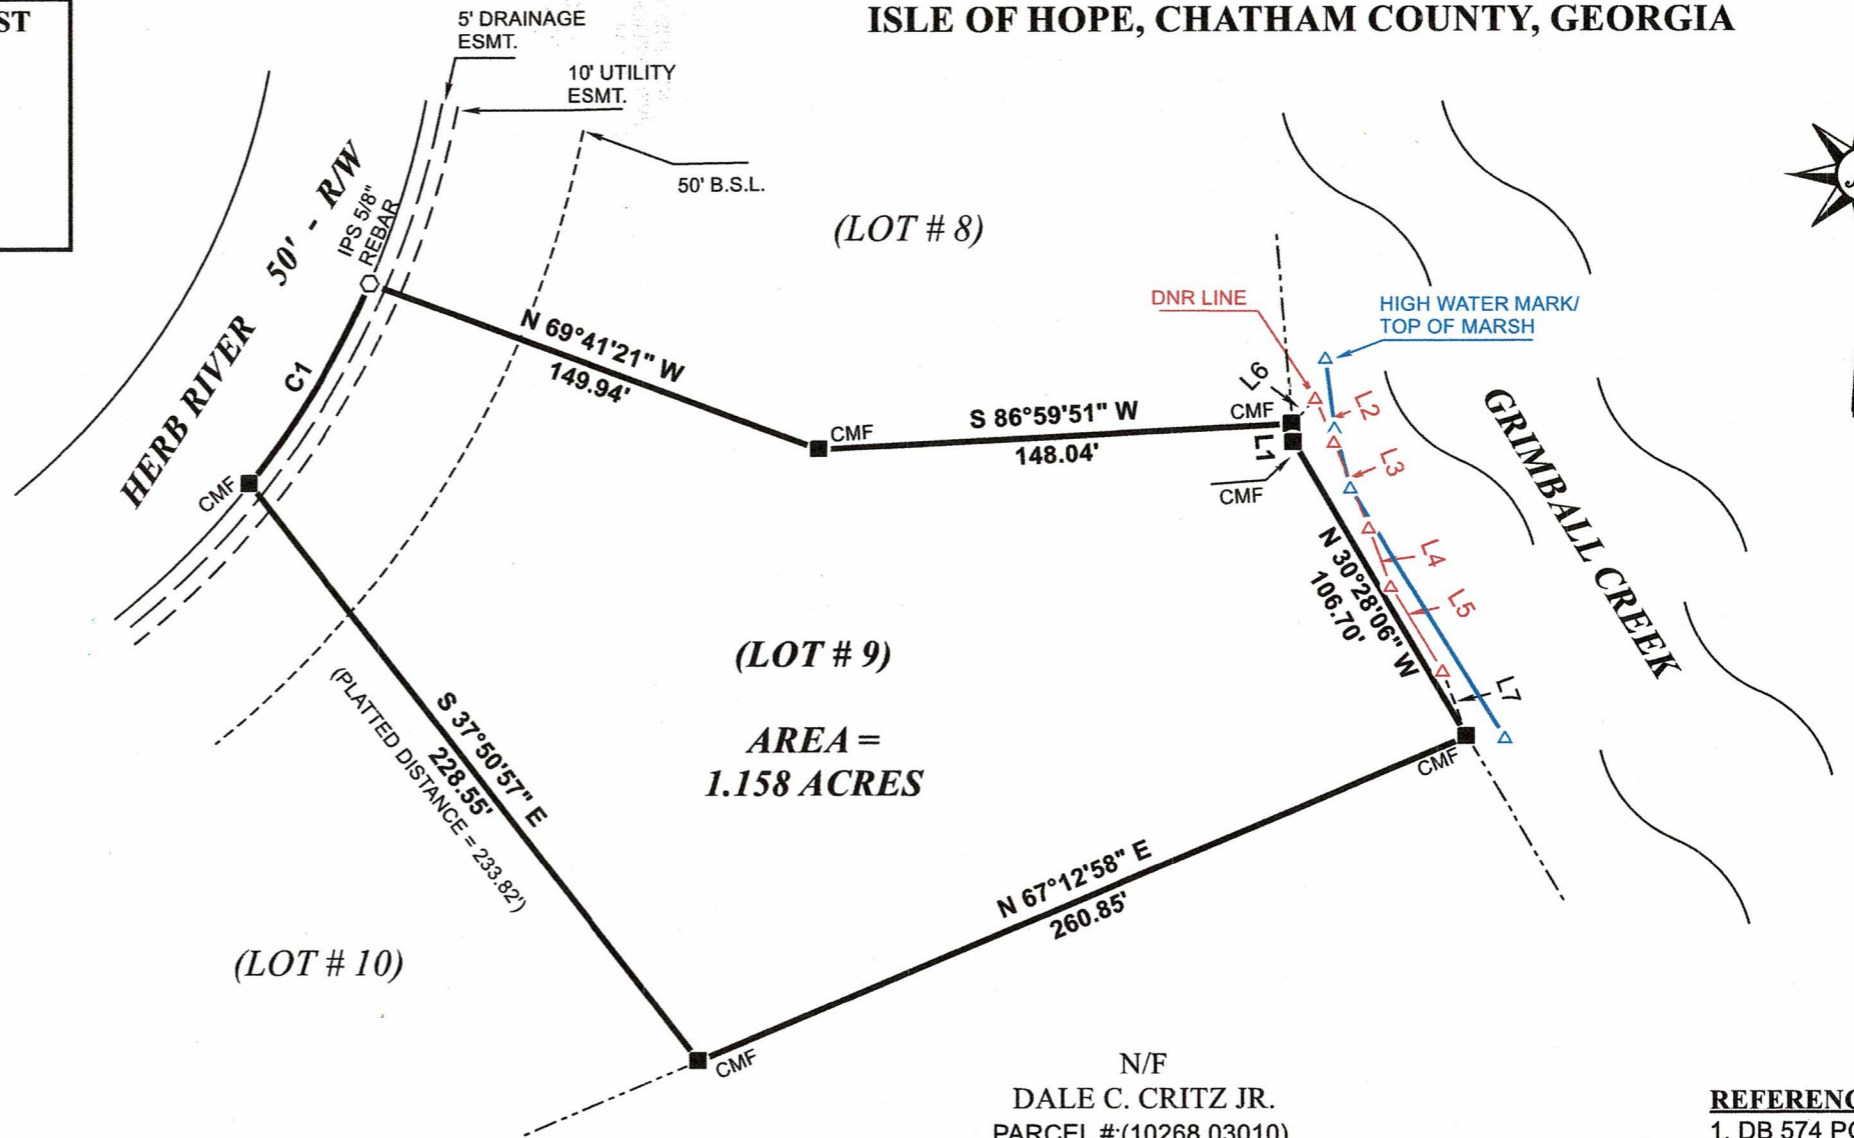 ST
ISLE OF HOPE, CHATHAM COUNTY, GEORGIA
5' DRAINAGE
ESMT.
10' UTILITY
ESMT.
50' B.S.L.
HERB RIVER 50' - R/W
IPS 5/8"
REBAR
(LOT # 8)
DNR LINE
HIGH WATER MARK/
TOP OF MARSH
C1
N 69°41'21" W
149.94'
CMF
S 86°59'51" W
148.04'
L6
CMF
L1
CMF
L2
L3
L4
L5
L7
GRIMBALL CREEK
N 30°28'06" W
106.70'
CMF
(LOT # 9)
AREA =
1.158 ACRES
S 37°50'57" E
228.55'
(PLATTED DISTANCE = 233.82')
CMF
N 67°12'58" E
260.85'
(LOT # 10)
CMF
N/F
DALE C. CRITZ JR.
PARCEL #:(10268 03010)
REFERENC
1. DB 574 PG